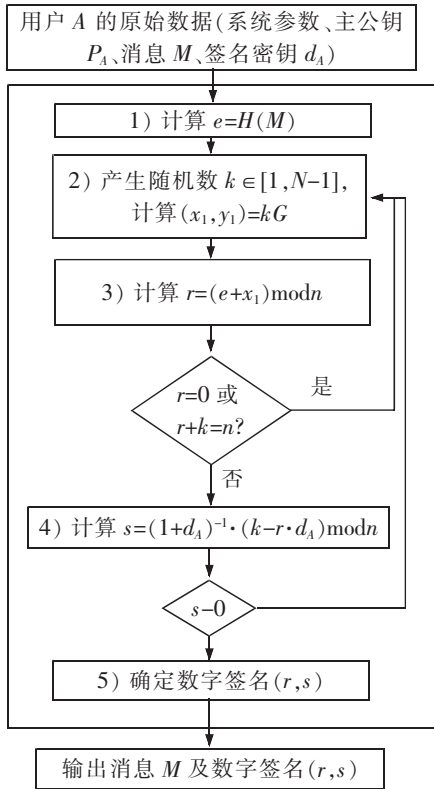 用户 A 的原始数据(系统参数、主公钥
P_A、消息 M、签名密钥 d_A)
1) 计算 e=H(M)
2) 产生随机数 k∈[1,N-1],
计算(x₁,y₁)=kG
3) 计算 r=(e+x₁)modn
r=0 或
r+k=n?
是
否
4) 计算 s=(1+d_A)⁻¹·(k-r·d_A)modn
s-0
5) 确定数字签名(r,s)
输出消息 M 及数字签名(r,s)